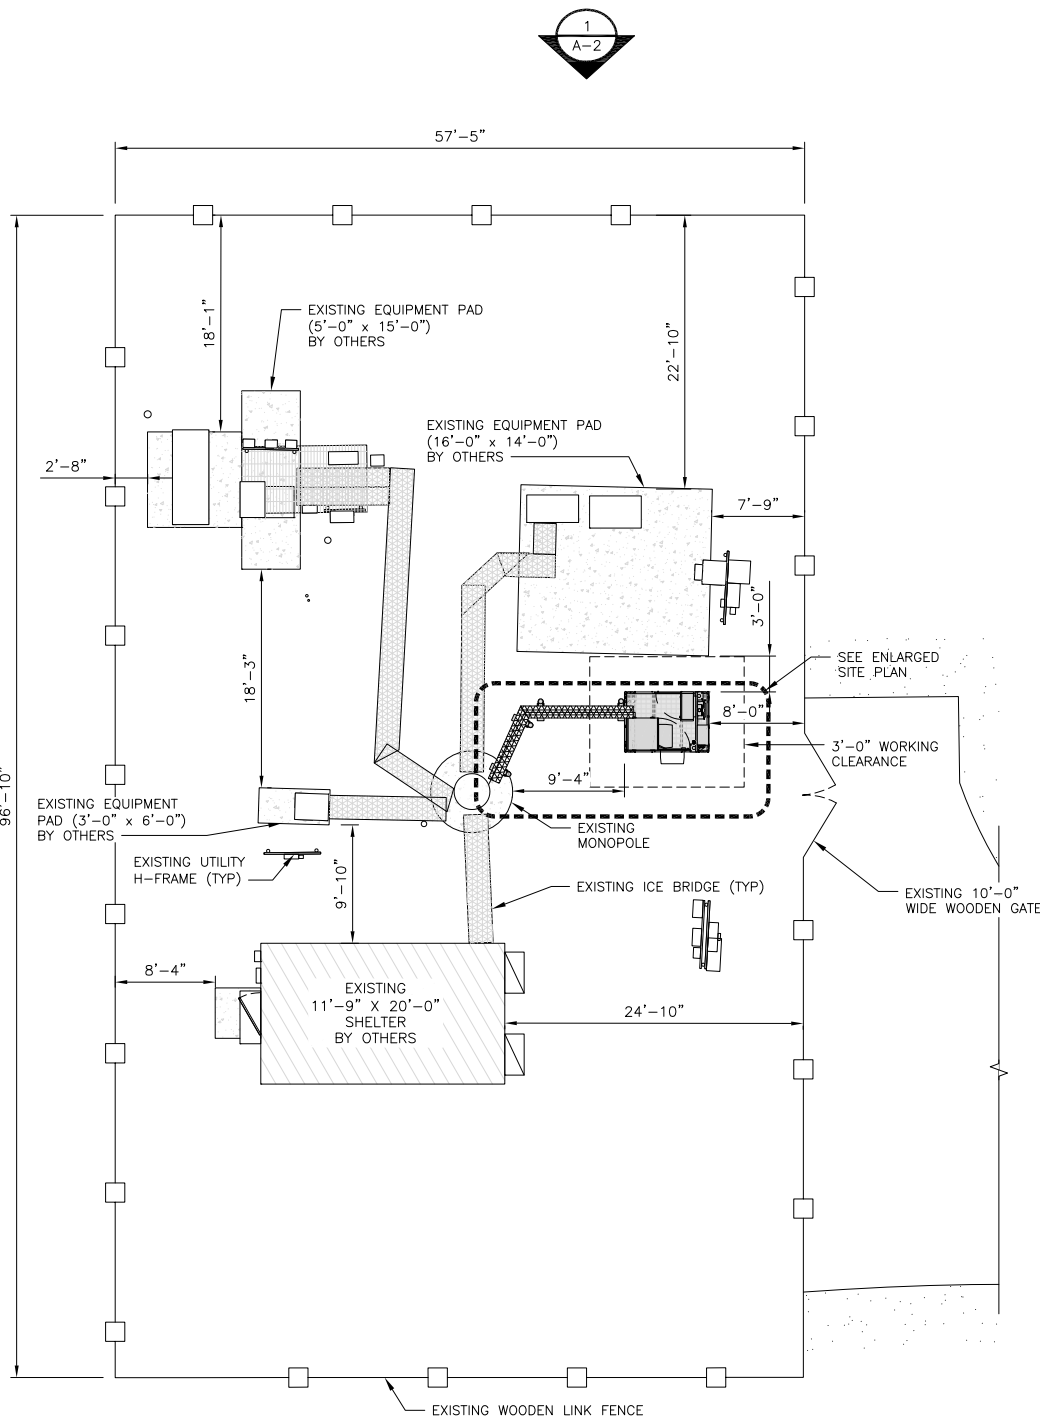 1
A-2
57'-5"
18'-1"
EXISTING EQUIPMENT PAD
(5'-0" x 15'-0")
BY OTHERS
22'-10"
EXISTING EQUIPMENT PAD
(16'-0" x 14'-0")
BY OTHERS
2'-8"
7'-9"
3'-0"
SEE ENLARGED
SITE PLAN
18'-3"
8'-0"
3'-0" WORKING
CLEARANCE
9'-4"
96'-10"
EXISTING EQUIPMENT
PAD (3'-0" x 6'-0")
BY OTHERS
EXISTING
MONOPOLE
EXISTING UTILITY
H-FRAME (TYP)
9'-10"
EXISTING ICE BRIDGE (TYP)
EXISTING 10'-0"
WIDE WOODEN GATE
8'-4"
EXISTING
11'-9" X 20'-0"
SHELTER
BY OTHERS
24'-10"
EXISTING WOODEN LINK FENCE